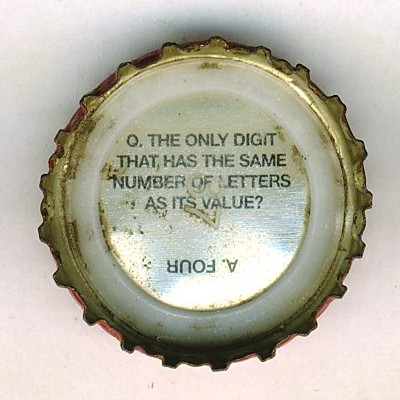 Q. THE ONLY DIGIT
THAT HAS THE SAME
NUMBER OF LETTERS
AS ITS VALUE?
A. FOUR